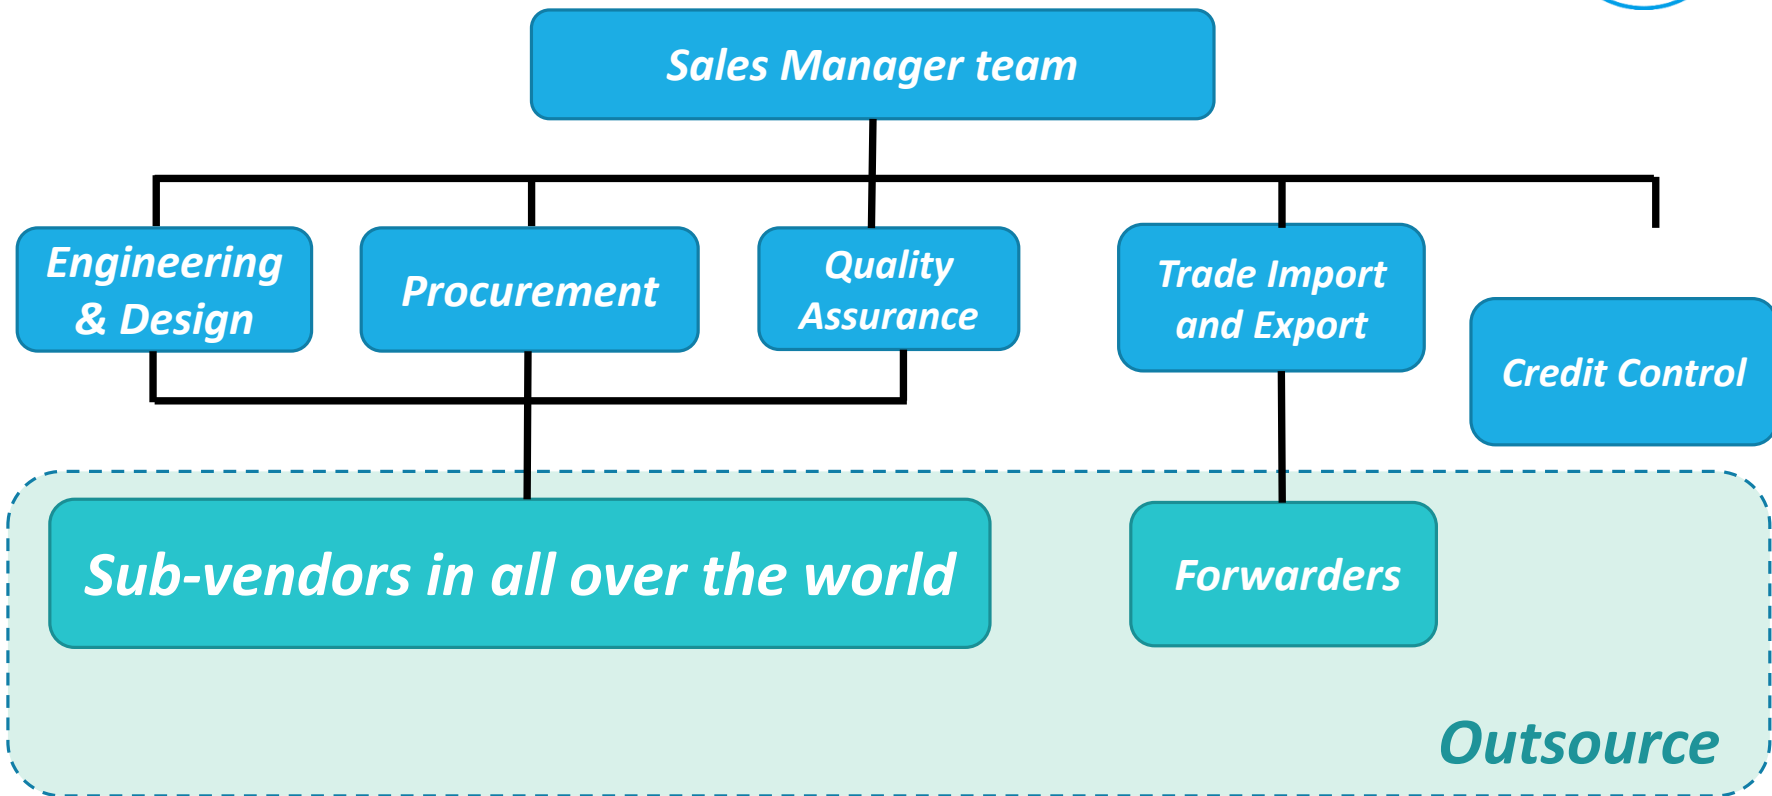 Sales Manager team
Engineering
& Design
Procurement
Quality
Assurance
Trade Import
and Export
Credit Control
Sub-vendors in all over the world
Forwarders
Outsource